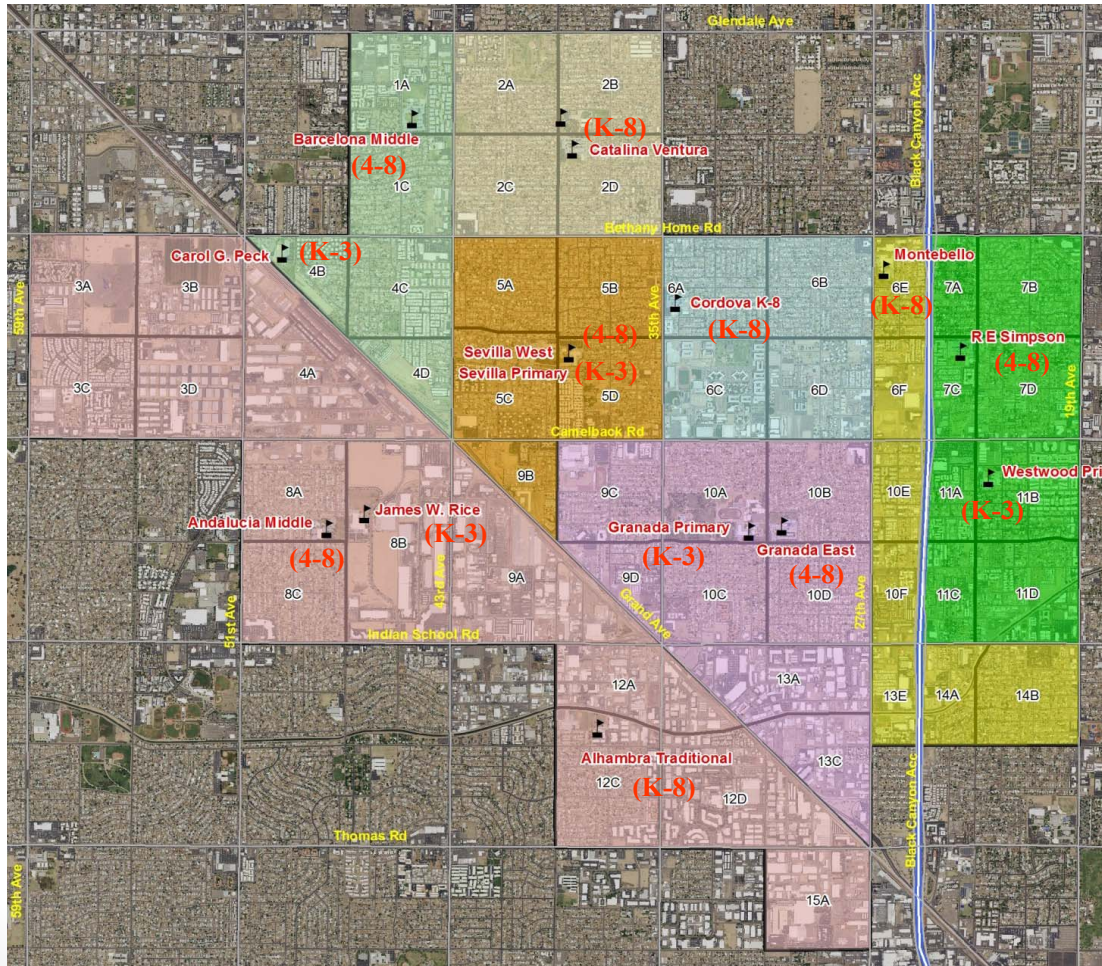 Glendale Ave
1A
2A
2B
Black Canyon Acc
Barcelona Middle
(4-8)
(K-8)
Catalina Ventura
1C
2C
2D
Bethany Home Rd
Carol G. Peck
(K-3)
4B
Montebello
3A
3B
4C
5A
5B
6A
6B
6E
7A
7B
59th Ave
35th Ave
Cordova K-8
(K-8)
(K-8)
(4-8)
R E Simpson
(4-8)
Sevilla West
Sevilla Primary
(K-3)
3C
3D
4A
4D
5C
5D
6C
6D
6F
7C
7D
19th Ave
Camelback Rd
9B
8A
9C
10A
10B
10E
11A
11B
Westwood Pri
(K-3)
James W. Rice
Andalucia Middle
(K-3)
8B
Granada Primary
(K-3)
Granada East
(4-8)
(4-8)
8C
43rd Ave
9A
9D
10C
10D
10F
11C
11D
51st Ave
Indian School Rd
Grand Ave
27th Ave
12A
13A
13E
14A
14B
Alhambra Traditional
(K-8)
12C
12D
13C
Thomas Rd
Black Canyon Acc
59th Ave
15A